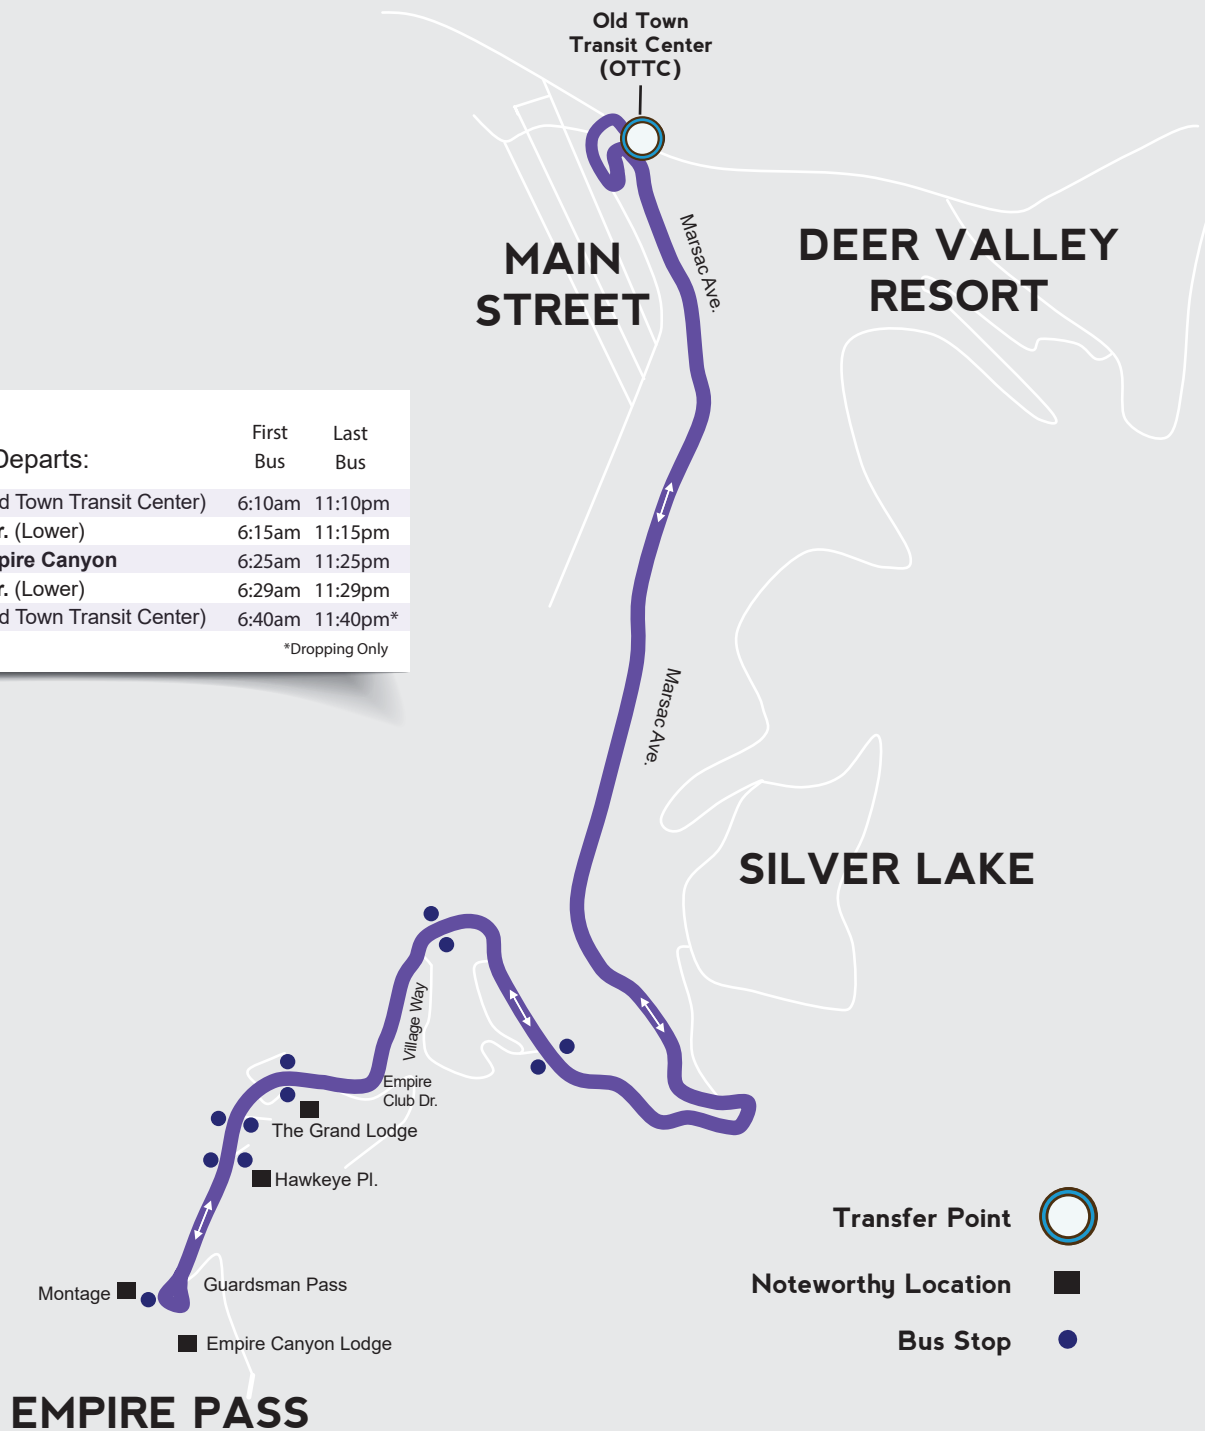 Old Town
Transit Center
(OTTC)
Marsac Ave.
MAIN
STREET
DEER VALLEY
RESORT
First Last
Departs: Bus Bus
d Town Transit Center) 6:10am 11:10pm
r. (Lower) 6:15am 11:15pm
pire Canyon 6:25am 11:25pm
r. (Lower) 6:29am 11:29pm
d Town Transit Center) 6:40am 11:40pm*
*Dropping Only
Marsac Ave.
SILVER LAKE
Village Way
Empire
Club Dr.
The Grand Lodge
Hawkeye Pl.
Transfer Point
Noteworthy Location
Bus Stop
Guardsman Pass
Montage
Empire Canyon Lodge
EMPIRE PASS